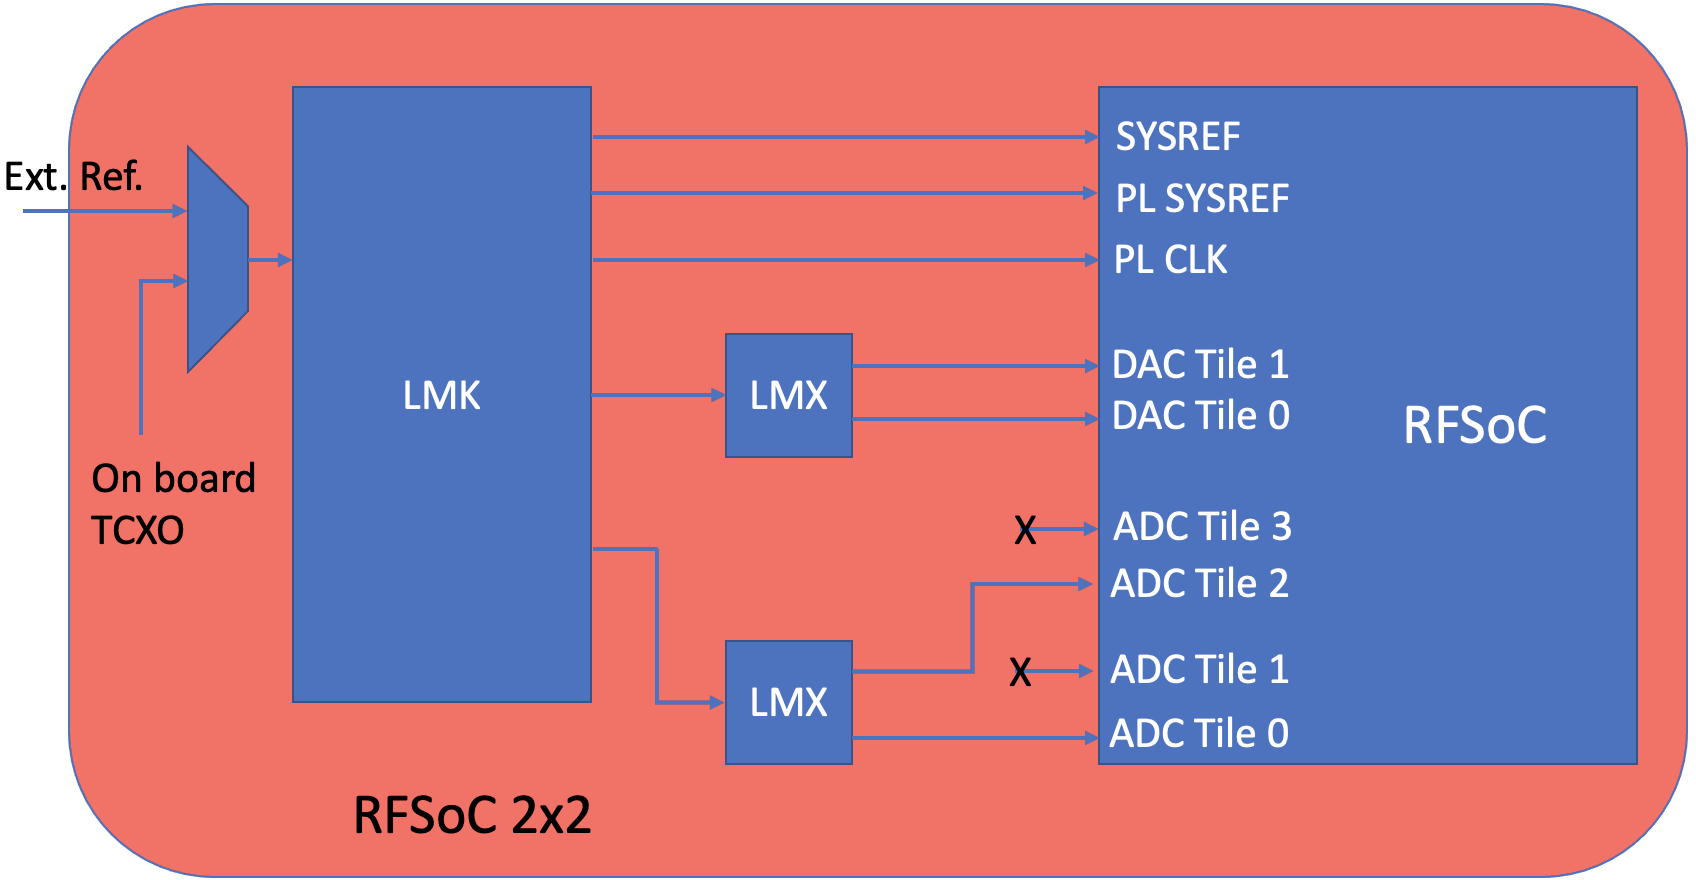 Ext. Ref.
On board
TCXO
LMK
LMX
LMX
SYSREF
PL SYSREF
PL CLK
DAC Tile 1
DAC Tile 0
X
ADC Tile 3
ADC Tile 2
X
ADC Tile 1
ADC Tile 0
RFSoC
RFSoC 2x2